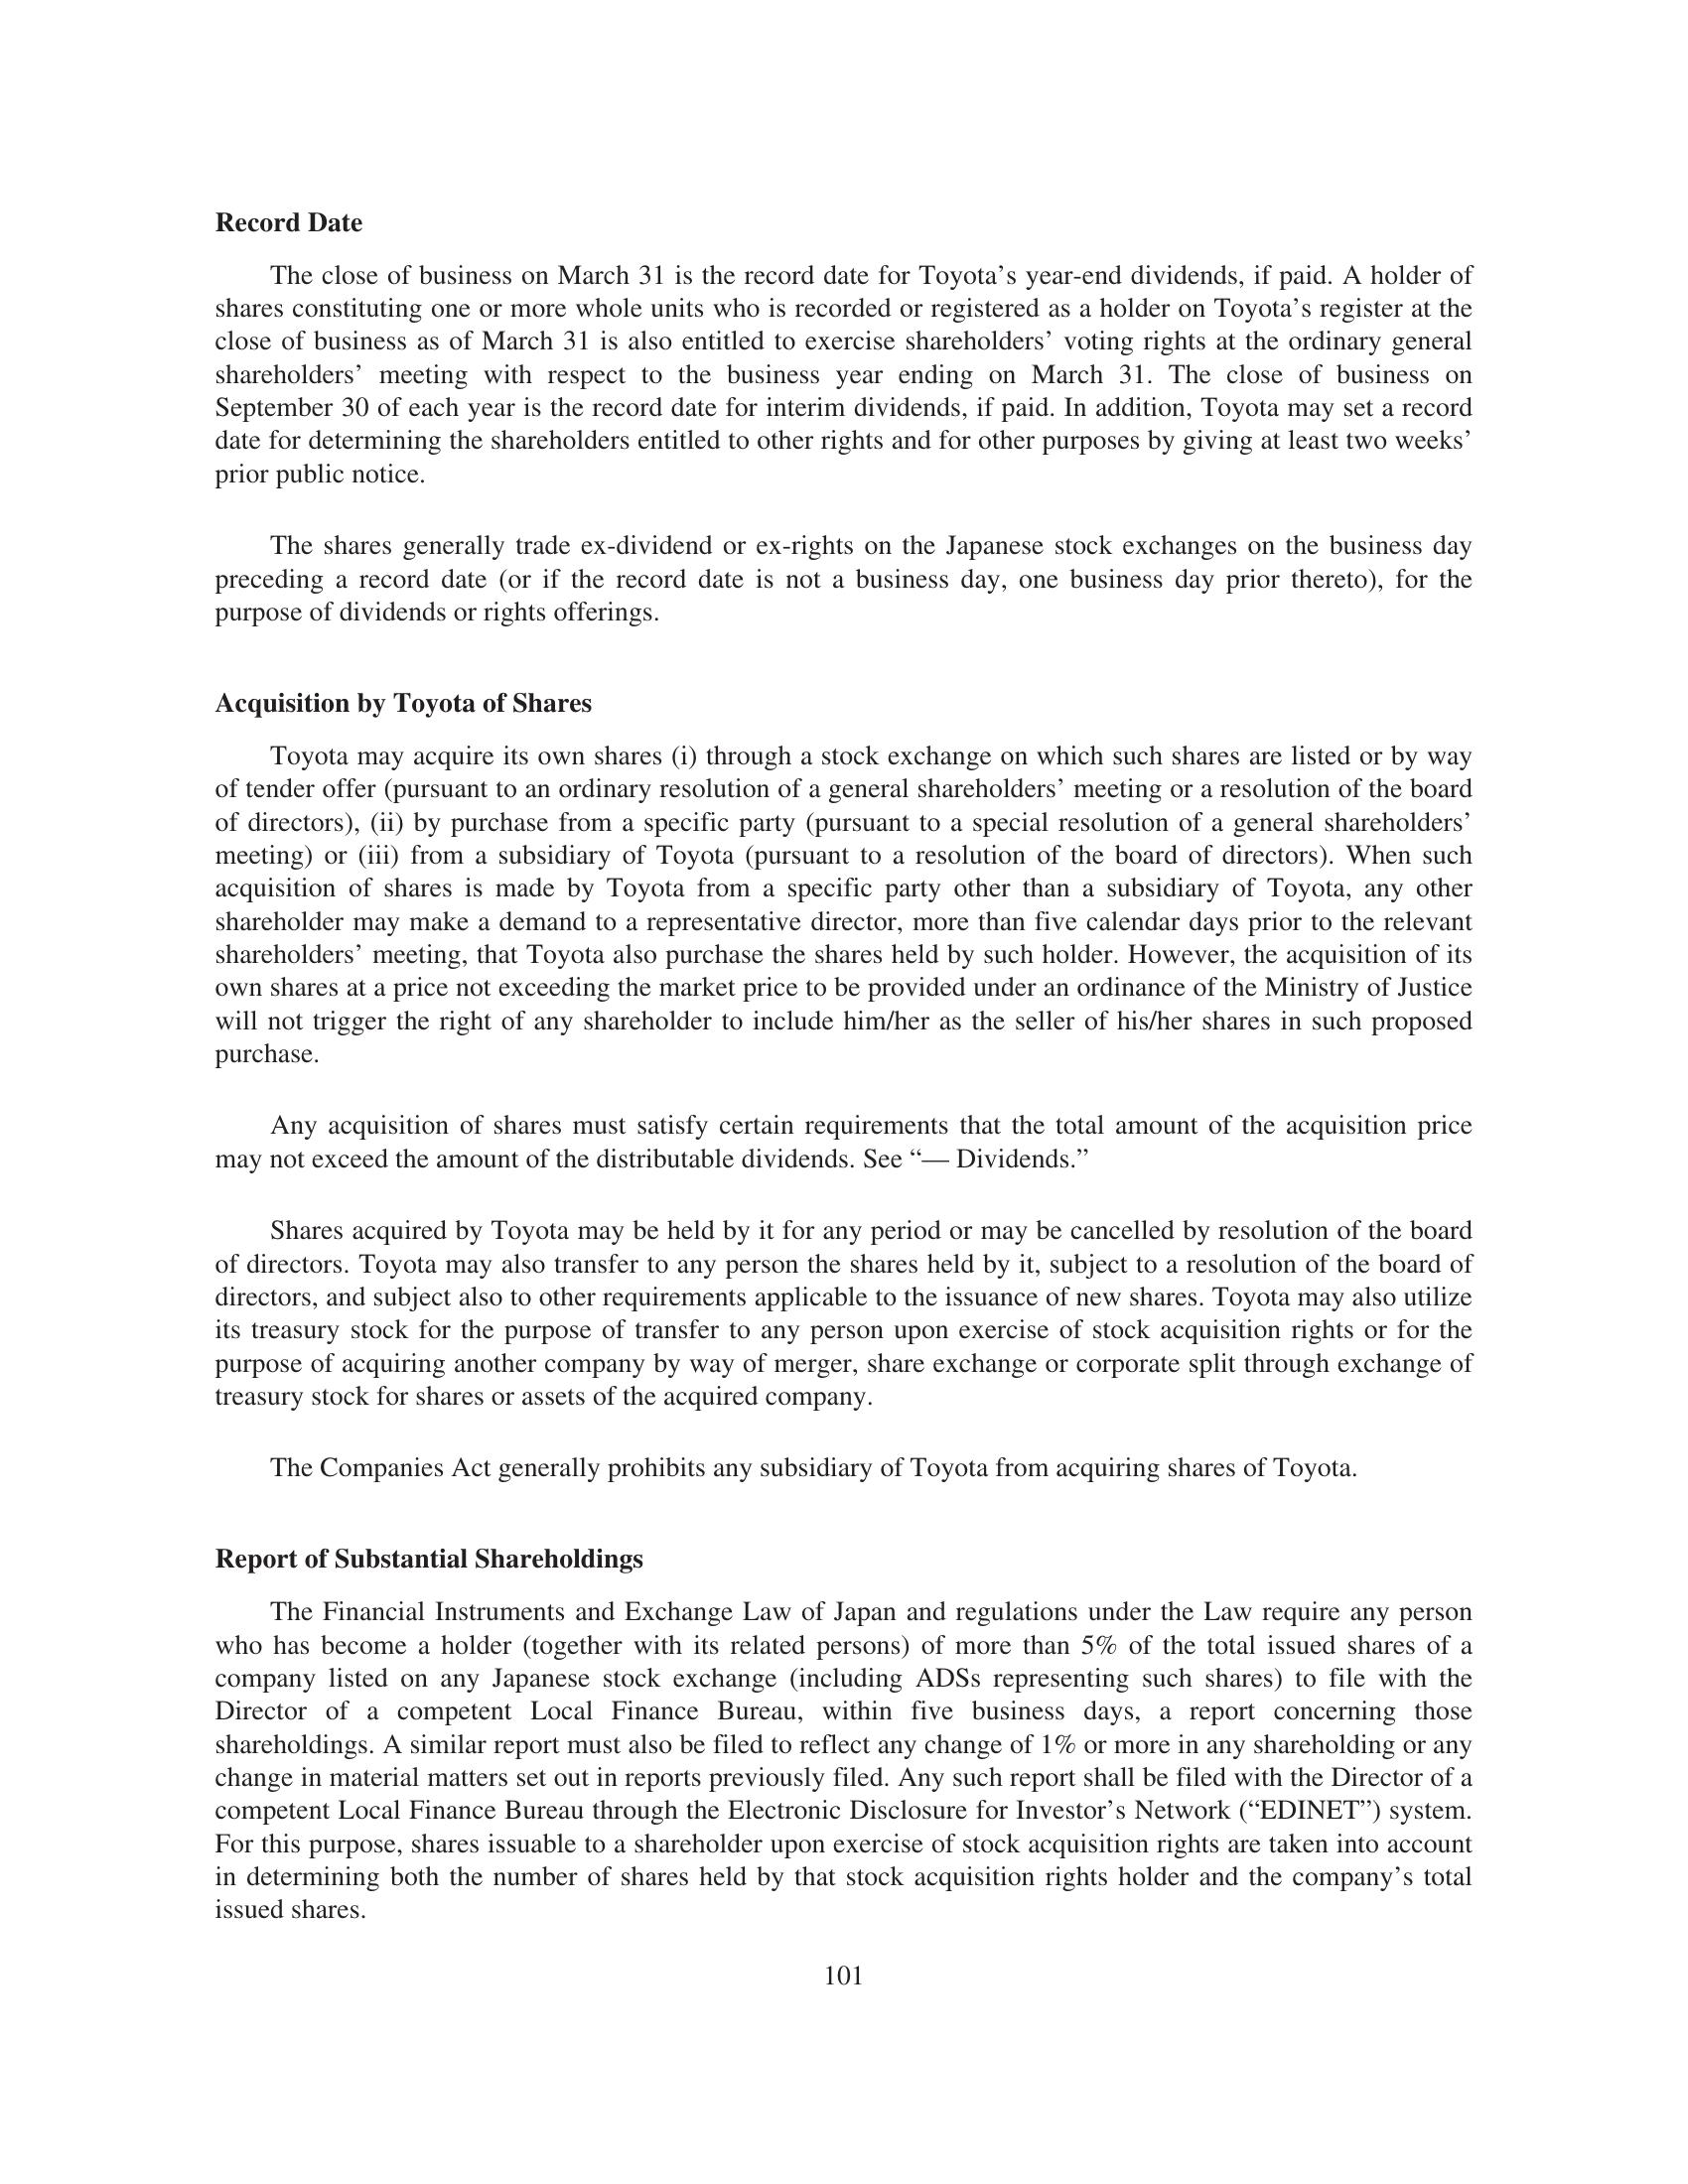 Record Date
The close of business on March 31 is the record date for Toyota’s year-end dividends, if paid. A holder of
shares constituting one or more whole units who is recorded or registered as a holder on Toyota’s register at the
close of business as of March 31 is also entitled to exercise shareholders’ voting rights at the ordinary general
shareholders’ meeting with respect to the business year ending on March 31. The close of business on
September 30 of each year is the record date for interim dividends, if paid. In addition, Toyota may set a record
date for determining the shareholders entitled to other rights and for other purposes by giving at least two weeks’
prior public notice.
The shares generally trade ex-dividend or ex-rights on the Japanese stock exchanges on the business day
preceding a record date (or if the record date is not a business day, one business day prior thereto), for the
purpose of dividends or rights offerings.
Acquisition by Toyota of Shares
Toyota may acquire its own shares (i) through a stock exchange on which such shares are listed or by way
of tender offer (pursuant to an ordinary resolution of a general shareholders’ meeting or a resolution of the board
of directors), (ii) by purchase from a specific party (pursuant to a special resolution of a general shareholders’
meeting) or (iii) from a subsidiary of Toyota (pursuant to a resolution of the board of directors). When such
acquisition of shares is made by Toyota from a specific party other than a subsidiary of Toyota, any other
shareholder may make a demand to a representative director, more than five calendar days prior to the relevant
shareholders’ meeting, that Toyota also purchase the shares held by such holder. However, the acquisition of its
own shares at a price not exceeding the market price to be provided under an ordinance of the Ministry of Justice
will not trigger the right of any shareholder to include him/her as the seller of his/her shares in such proposed
purchase.
Any acquisition of shares must satisfy certain requirements that the total amount of the acquisition price
may not exceed the amount of the distributable dividends. See “— Dividends.”
Shares acquired by Toyota may be held by it for any period or may be cancelled by resolution of the board
of directors. Toyota may also transfer to any person the shares held by it, subject to a resolution of the board of
directors, and subject also to other requirements applicable to the issuance of new shares. Toyota may also utilize
its treasury stock for the purpose of transfer to any person upon exercise of stock acquisition rights or for the
purpose of acquiring another company by way of merger, share exchange or corporate split through exchange of
treasury stock for shares or assets of the acquired company.
The Companies Act generally prohibits any subsidiary of Toyota from acquiring shares of Toyota.
Report of Substantial Shareholdings
The Financial Instruments and Exchange Law of Japan and regulations under the Law require any person
who has become a holder (together with its related persons) of more than 5% of the total issued shares of a
company listed on any Japanese stock exchange (including ADSs representing such shares) to file with the
Director of a competent Local Finance Bureau, within five business days, a report concerning those
shareholdings. A similar report must also be filed to reflect any change of 1% or more in any shareholding or any
change in material matters set out in reports previously filed. Any such report shall be filed with the Director of a
competent Local Finance Bureau through the Electronic Disclosure for Investor’s Network (“EDINET”) system.
For this purpose, shares issuable to a shareholder upon exercise of stock acquisition rights are taken into account
in determining both the number of shares held by that stock acquisition rights holder and the company’s total
issued shares.
101